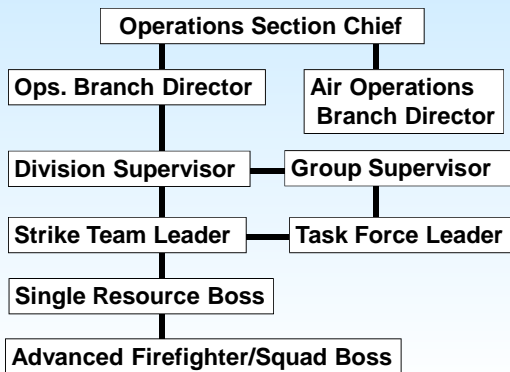 Operations Section Chief
Ops. Branch Director
Air Operations
Branch Director
Division Supervisor
Group Supervisor
Strike Team Leader
Task Force Leader
Single Resource Boss
Advanced Firefighter/Squad Boss